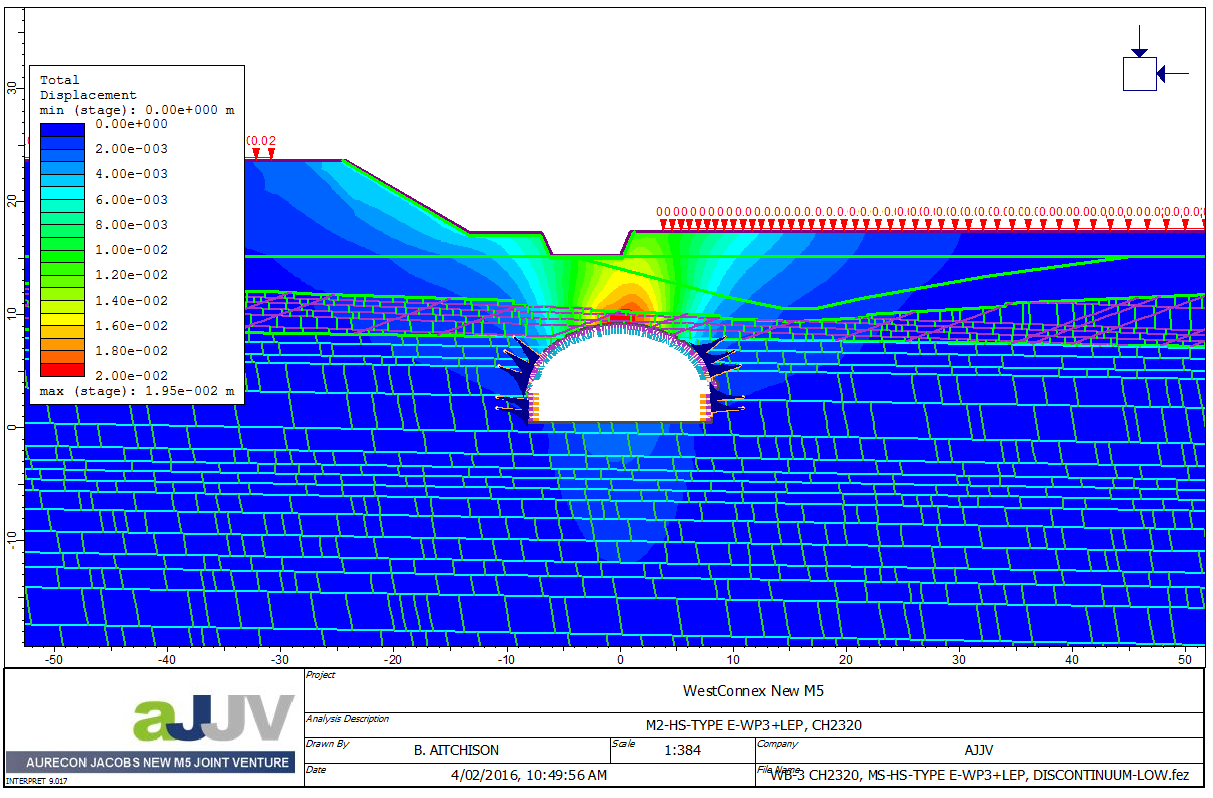 Total
Displacement
min (stage): 0.00e+000 m
0.00e+000
2.00e-003
4.00e-003
6.00e-003
8.00e-003
1.00e-002
1.20e-002
1.40e-002
1.60e-002
1.80e-002
2.00e-002
max (stage): 1.95e-002 m
30
20
10
0
-10
-50
-40
-30
-20
-10
0
10
20
30
40
50
aJJV
AURECON JACOBS NEW M5 JOINT VENTURE
INTERPRET 9.017
Project
WestConnex New M5
Analysis Description
M2-HS-TYPE E-WP3+LEP, CH2320
Drawn By
B. AITCHISON
Scale
1:384
Company
AJJV
Date
4/02/2016, 10:49:56 AM
File Name
WB-3 CH2320, MS-HS-TYPE E-WP3+LEP, DISCONTINUUM-LOW.fez